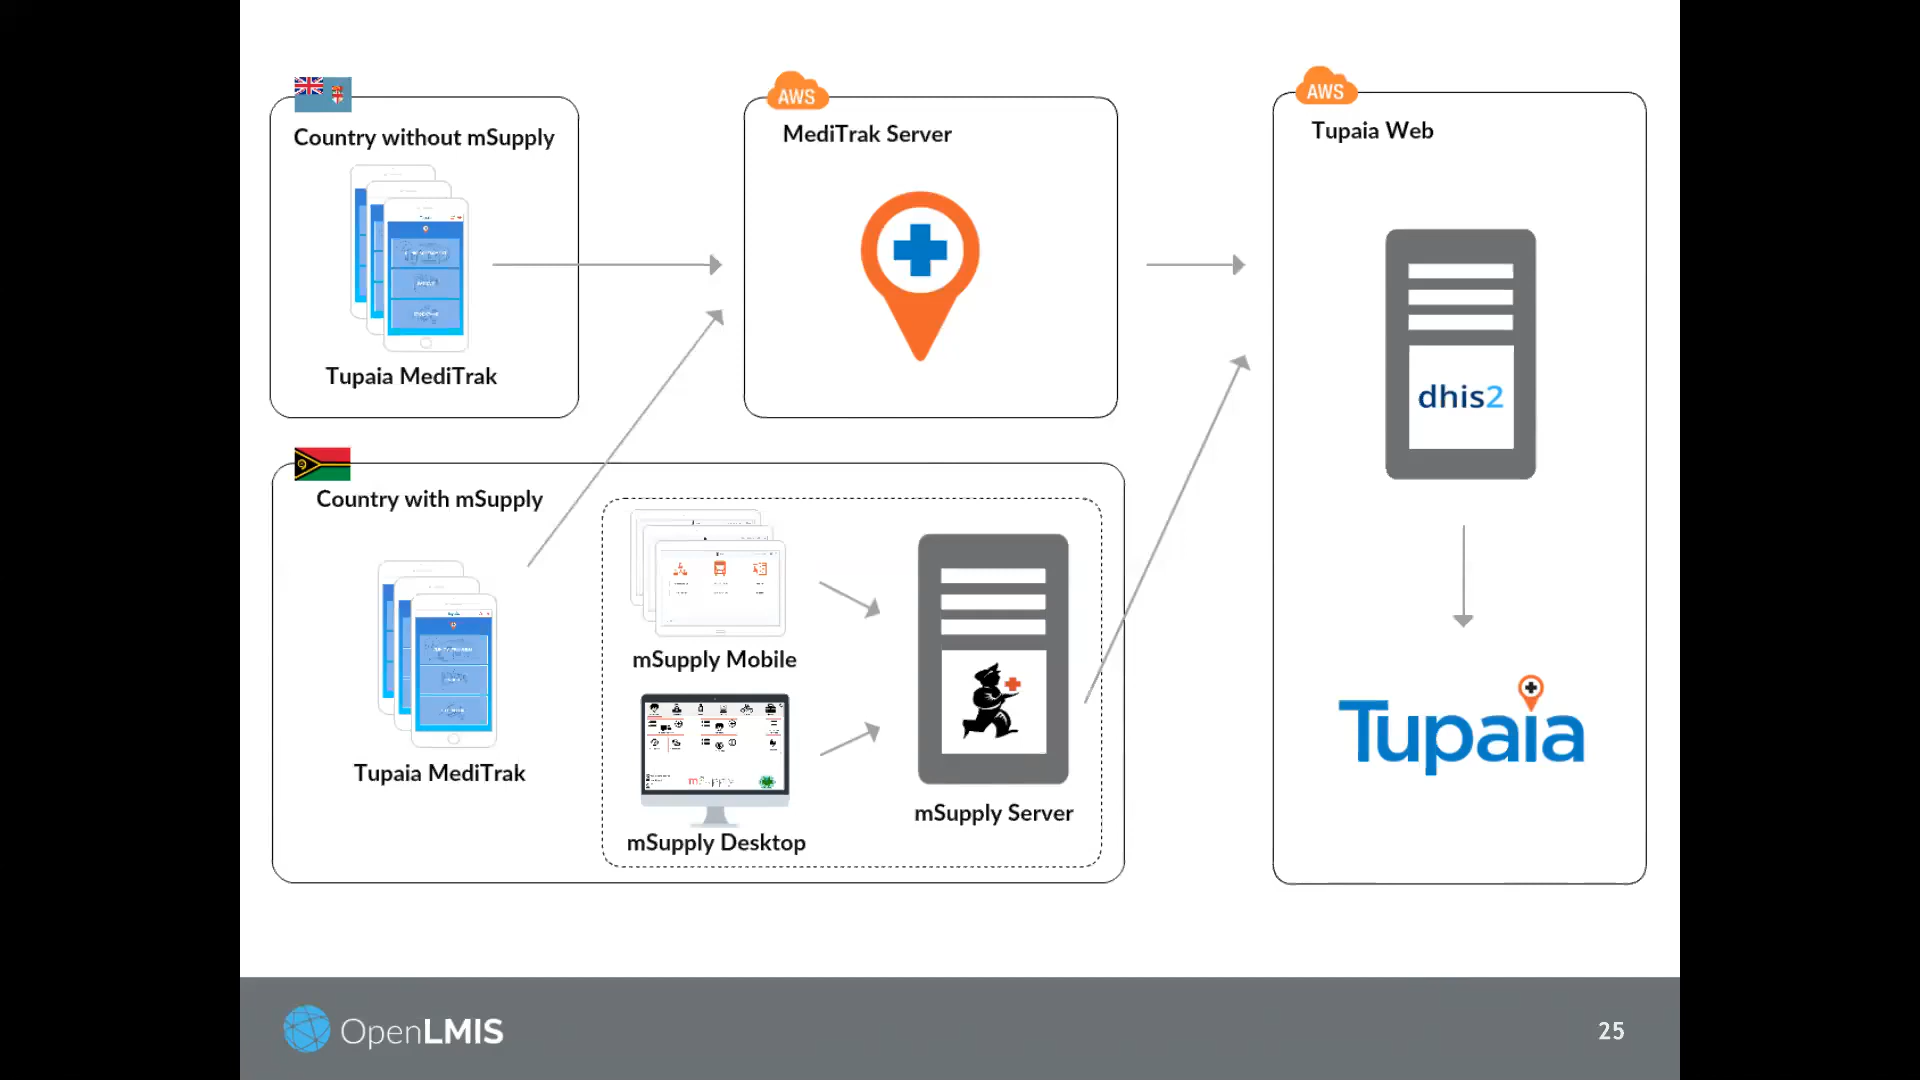 AWS
AWS
Country without mSupply
MediTrak Server
Tupaia Web
Tupaia MediTrak
dhis2
Country with mSupply
mSupply Mobile
Tupaia
Tupaia MediTrak
mSupply Server
mSupply Desktop
OpenLMIS
25